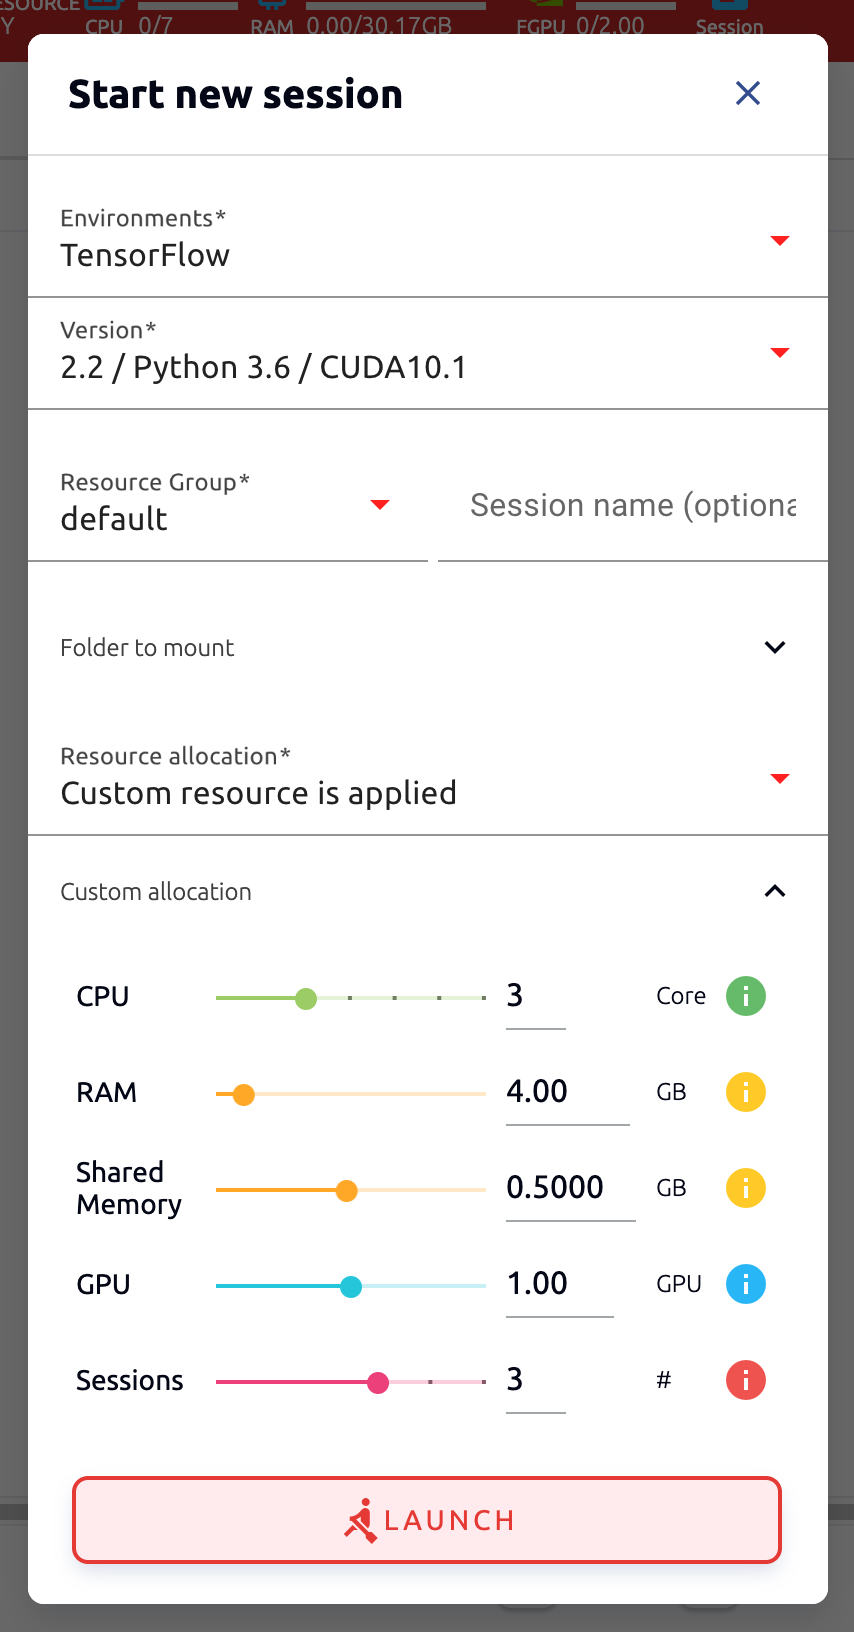 ESOURCE
Y CPU 0/7 RAM 0.00/30.17GB FGPU 0/2.00 Session
Start new session
Environments*
TensorFlow
Version*
2.2 / Python 3.6 / CUDA10.1
Resource Group*
default
Session name (optiona
Folder to mount
Resource allocation*
Custom resource is applied
Custom allocation
CPU 3 Core
RAM 4.00 GB
Shared
Memory 0.5000 GB
GPU 1.00 GPU
Sessions 3 #
LAUNCH